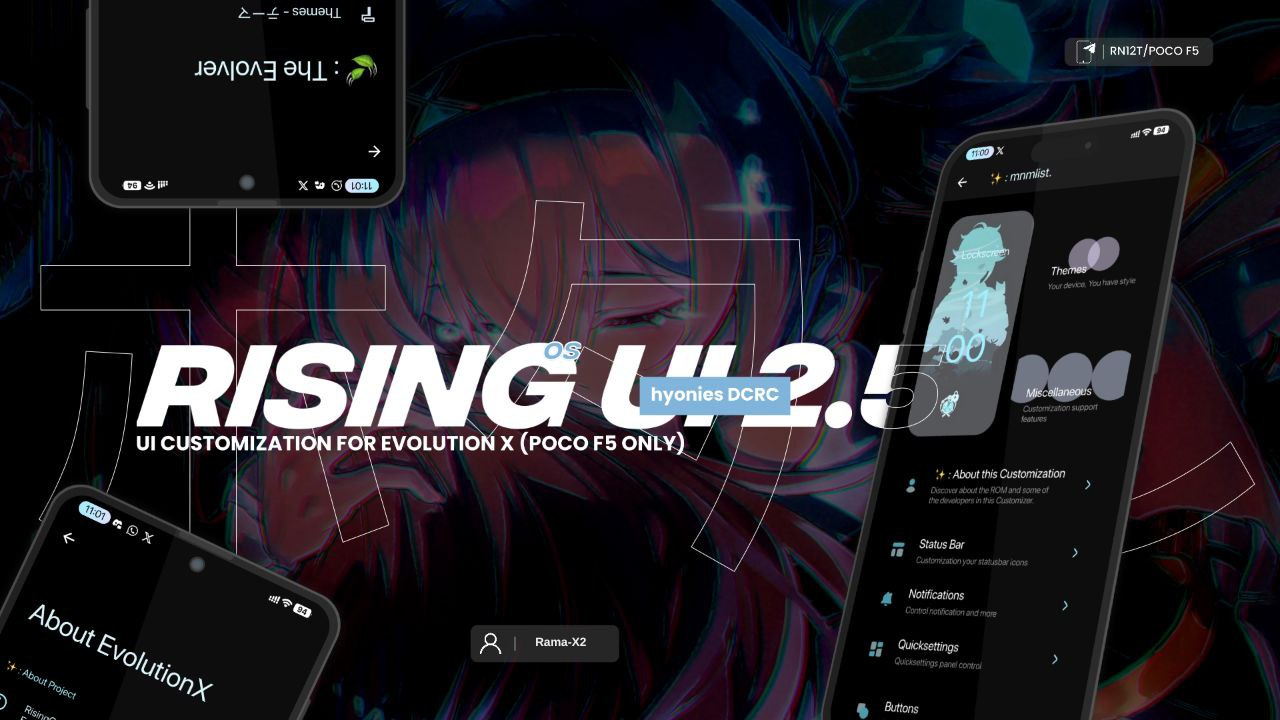 RN12T/POCO F5
Themes - テーマ
: The Evolver
11:01
94
11:00
94
: mnmlist.
Lockscreen
11
00
Themes
Your device, You have style
Miscellaneous
Customization support
features
OS
RISING UI 2.5
hyonies DCRC
UI CUSTOMIZATION FOR EVOLUTION X (POCO F5 ONLY)
: About this Customization
Discover about the ROM and some of
the developers in this Customizer.
Status Bar
Customization your statusbar icons
Notifications
Control notification and more
Quicksettings
Quicksettings panel control
Buttons
11:01
94
About EvolutionX
: About Project
Rama-X2